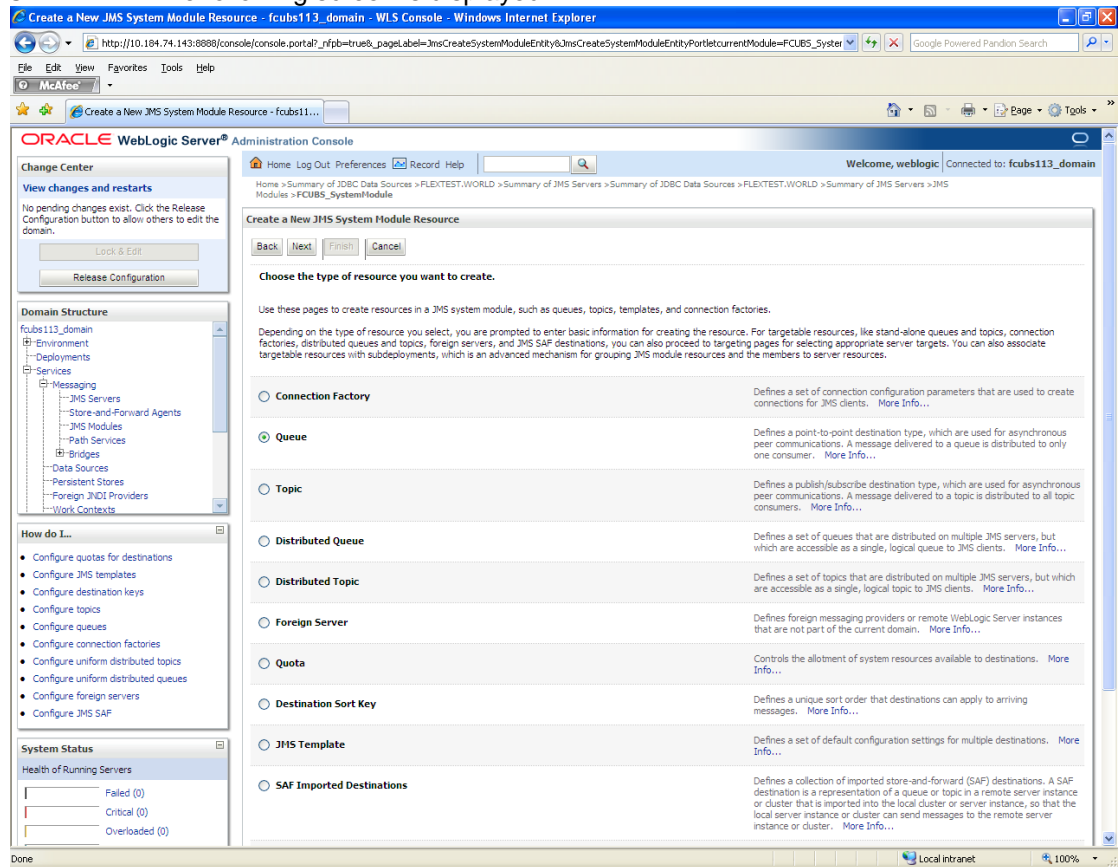 Create a New JMS System Module Resource - fcubs113_domain - WLS Console - Windows Internet Explorer
http://10.184.74.143:8888/console/console.portal?_nfpb=true&_pageLabel=JmsCreateSystemModuleEntity&JmsCreateSystemModuleEntityPortletcurrentModule=FCUBS_Syster
Google Powered Pandion Search
File Edit View Favorites Tools Help
McAfee
Create a New JMS System Module Resource - fcubs11...
Page Tools
ORACLE WebLogic Server® Administration Console
Change Center
View changes and restarts
No pending changes exist. Click the Release
Configuration button to allow others to edit the
domain.
Lock & Edit
Release Configuration
Domain Structure
fcubs113_domain
Environment
Deployments
Services
Messaging
JMS Servers
Store-and-Forward Agents
JMS Modules
Path Services
Bridges
Data Sources
Persistent Stores
Foreign JNDI Providers
Work Contexts
How do I...
Configure quotas for destinations
Configure JMS templates
Configure destination keys
Configure topics
Configure queues
Configure connection factories
Configure uniform distributed topics
Configure uniform distributed queues
Configure foreign servers
Configure JMS SAF
System Status
Health of Running Servers
Failed (0)
Critical (0)
Overloaded (0)
Home Log Out Preferences Record Help
Welcome, weblogic Connected to: fcubs113_domain
Home >Summary of JDBC Data Sources >FLEXTEST.WORLD >Summary of JMS Servers >Summary of JDBC Data Sources >FLEXTEST.WORLD >Summary of JMS Servers >JMS
Modules >FCUBS_SystemModule
Create a New JMS System Module Resource
Back Next Finish Cancel
Choose the type of resource you want to create.
Use these pages to create resources in a JMS system module, such as queues, topics, templates, and connection factories.
Depending on the type of resource you select, you are prompted to enter basic information for creating the resource. For targetable resources, like stand-alone queues and topics, connection
factories, distributed queues and topics, foreign servers, and JMS SAF destinations, you can also proceed to targeting pages for selecting appropriate server targets. You can also associate
targetable resources with subdeployments, which is an advanced mechanism for grouping JMS module resources and the members to server resources.
Connection Factory
Defines a set of connection configuration parameters that are used to create
connections for JMS clients. More Info...
Queue
Defines a point-to-point destination type, which are used for asynchronous
peer communications. A message delivered to a queue is distributed to only
one consumer. More Info...
Topic
Defines a publish/subscribe destination type, which are used for asynchronous
peer communications. A message delivered to a topic is distributed to all topic
consumers. More Info...
Distributed Queue
Defines a set of queues that are distributed on multiple JMS servers, but
which are accessible as a single, logical queue to JMS clients. More Info...
Distributed Topic
Defines a set of topics that are distributed on multiple JMS servers, but which
are accessible as a single, logical topic to JMS clients. More Info...
Foreign Server
Defines foreign messaging providers or remote WebLogic Server instances
that are not part of the current domain. More Info...
Quota
Controls the allotment of system resources available to destinations. More
Info...
Destination Sort Key
Defines a unique sort order that destinations can apply to arriving
messages. More Info...
JMS Template
Defines a set of default configuration settings for multiple destinations. More
Info...
SAF Imported Destinations
Defines a collection of imported store-and-forward (SAF) destinations. A SAF
destination is a representation of a queue or topic in a remote server instance
or cluster that is imported into the local cluster or server instance, so that the
local server instance or cluster can send messages to the remote server
instance or cluster. More Info...
Done
Local intranet
100%